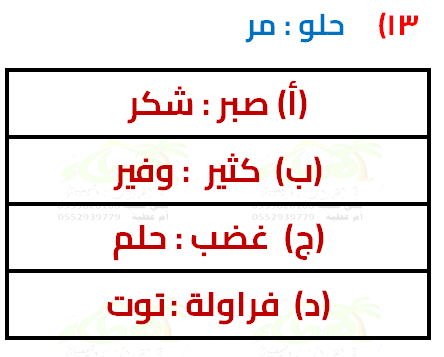 ١٣) حلو : مر
(أ) صبر : شكر
(ب) كثير : وفير
(ج) غضب : حلم
(د) فراولة : توت
أم عطية 0552939779
أم عطية 0552939779